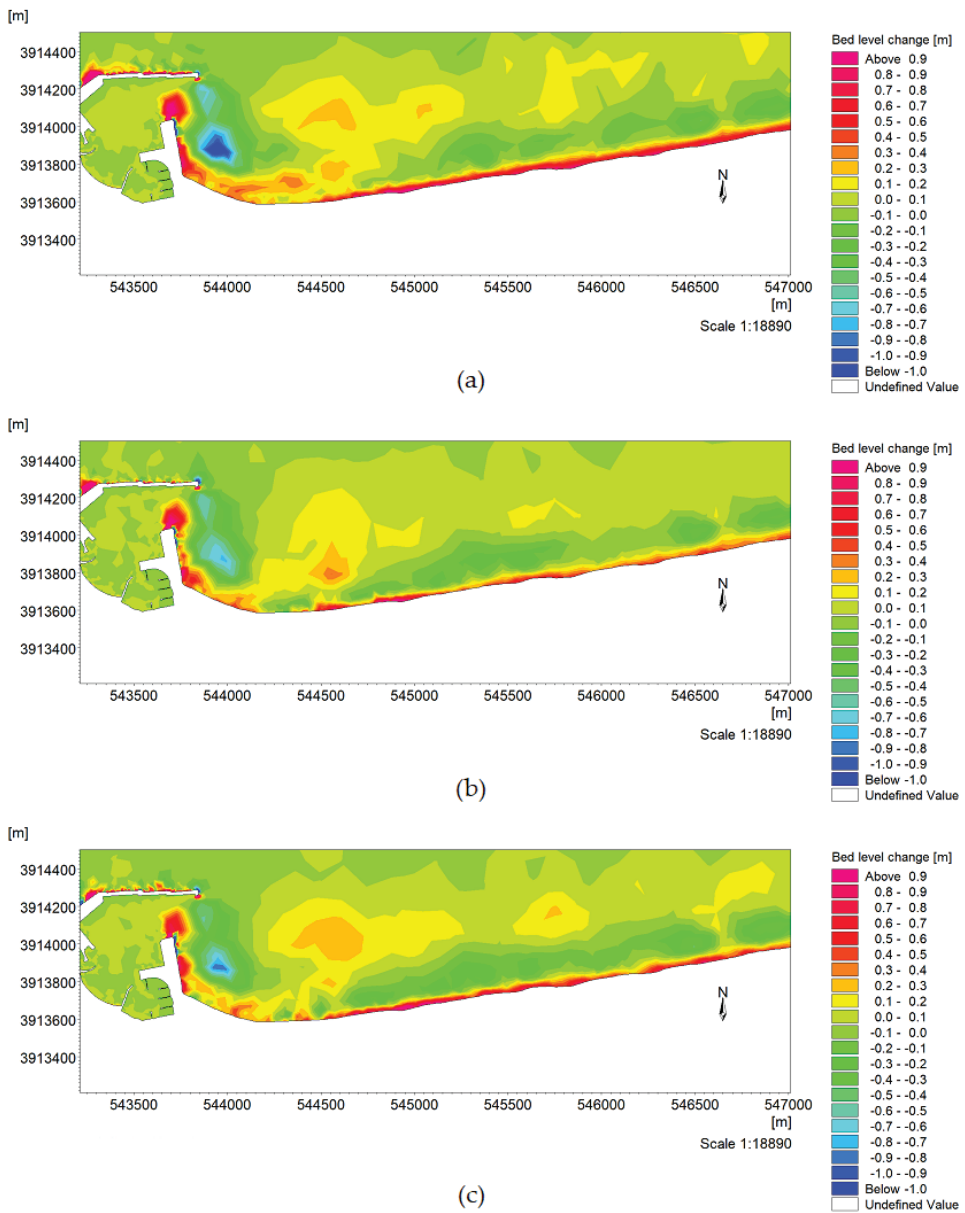 [m]
3914400
3914200
3914000
3913800
3913600
3913400
543500 544000 544500 545000 545500 546000 546500 547000
[m]
Scale 1:18890
N
Bed level change [m]
Above 0.9
0.8 - 0.9
0.7 - 0.8
0.6 - 0.7
0.5 - 0.6
0.4 - 0.5
0.3 - 0.4
0.2 - 0.3
0.1 - 0.2
0.0 - 0.1
-0.1 - 0.0
-0.2 - -0.1
-0.3 - -0.2
-0.4 - -0.3
-0.5 - -0.4
-0.6 - -0.5
-0.7 - -0.6
-0.8 - -0.7
-0.9 - -0.8
-1.0 - -0.9
Below -1.0
Undefined Value
(a)
[m]
3914400
3914200
3914000
3913800
3913600
3913400
543500 544000 544500 545000 545500 546000 546500 547000
[m]
Scale 1:18890
N
Bed level change [m]
Above 0.9
0.8 - 0.9
0.7 - 0.8
0.6 - 0.7
0.5 - 0.6
0.4 - 0.5
0.3 - 0.4
0.2 - 0.3
0.1 - 0.2
0.0 - 0.1
-0.1 - 0.0
-0.2 - -0.1
-0.3 - -0.2
-0.4 - -0.3
-0.5 - -0.4
-0.6 - -0.5
-0.7 - -0.6
-0.8 - -0.7
-0.9 - -0.8
-1.0 - -0.9
Below -1.0
Undefined Value
(b)
[m]
3914400
3914200
3914000
3913800
3913600
3913400
543500 544000 544500 545000 545500 546000 546500 547000
[m]
Scale 1:18890
N
Bed level change [m]
Above 0.9
0.8 - 0.9
0.7 - 0.8
0.6 - 0.7
0.5 - 0.6
0.4 - 0.5
0.3 - 0.4
0.2 - 0.3
0.1 - 0.2
0.0 - 0.1
-0.1 - 0.0
-0.2 - -0.1
-0.3 - -0.2
-0.4 - -0.3
-0.5 - -0.4
-0.6 - -0.5
-0.7 - -0.6
-0.8 - -0.7
-0.9 - -0.8
-1.0 - -0.9
Below -1.0
Undefined Value
(c)